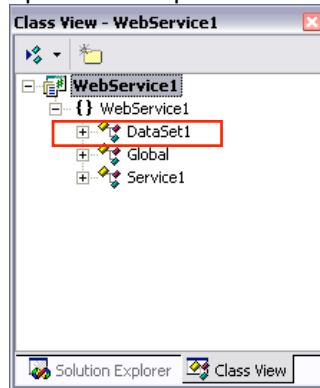 Class View - WebService1
WebService1
{} WebService1
DataSet1
Global
Service1
Solution Explorer
Class View